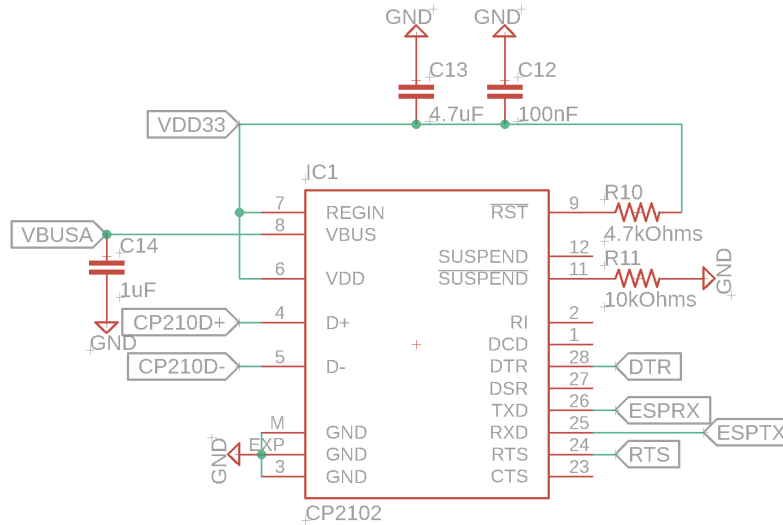 GND GND
C13 C12
4.7uF 100nF
VDD33
IC1
7 REGIN RST 9 R10
4.7kOhms
VBUSA 8 VBUS
C14
1uF
GND
SUSPEND 12
6 VDD SUSPEND 11 R11
10kOhms
GND
CP210D+ 4 D+ RI 2
DCD 1
CP210D- 5 D- DTR 28 DTR
DSR 27
TXD 26 ESPRX
M GND RXD 25 ESPTX
GND EXP GND RTS 24 RTS
3 GND CTS 23
CP2102